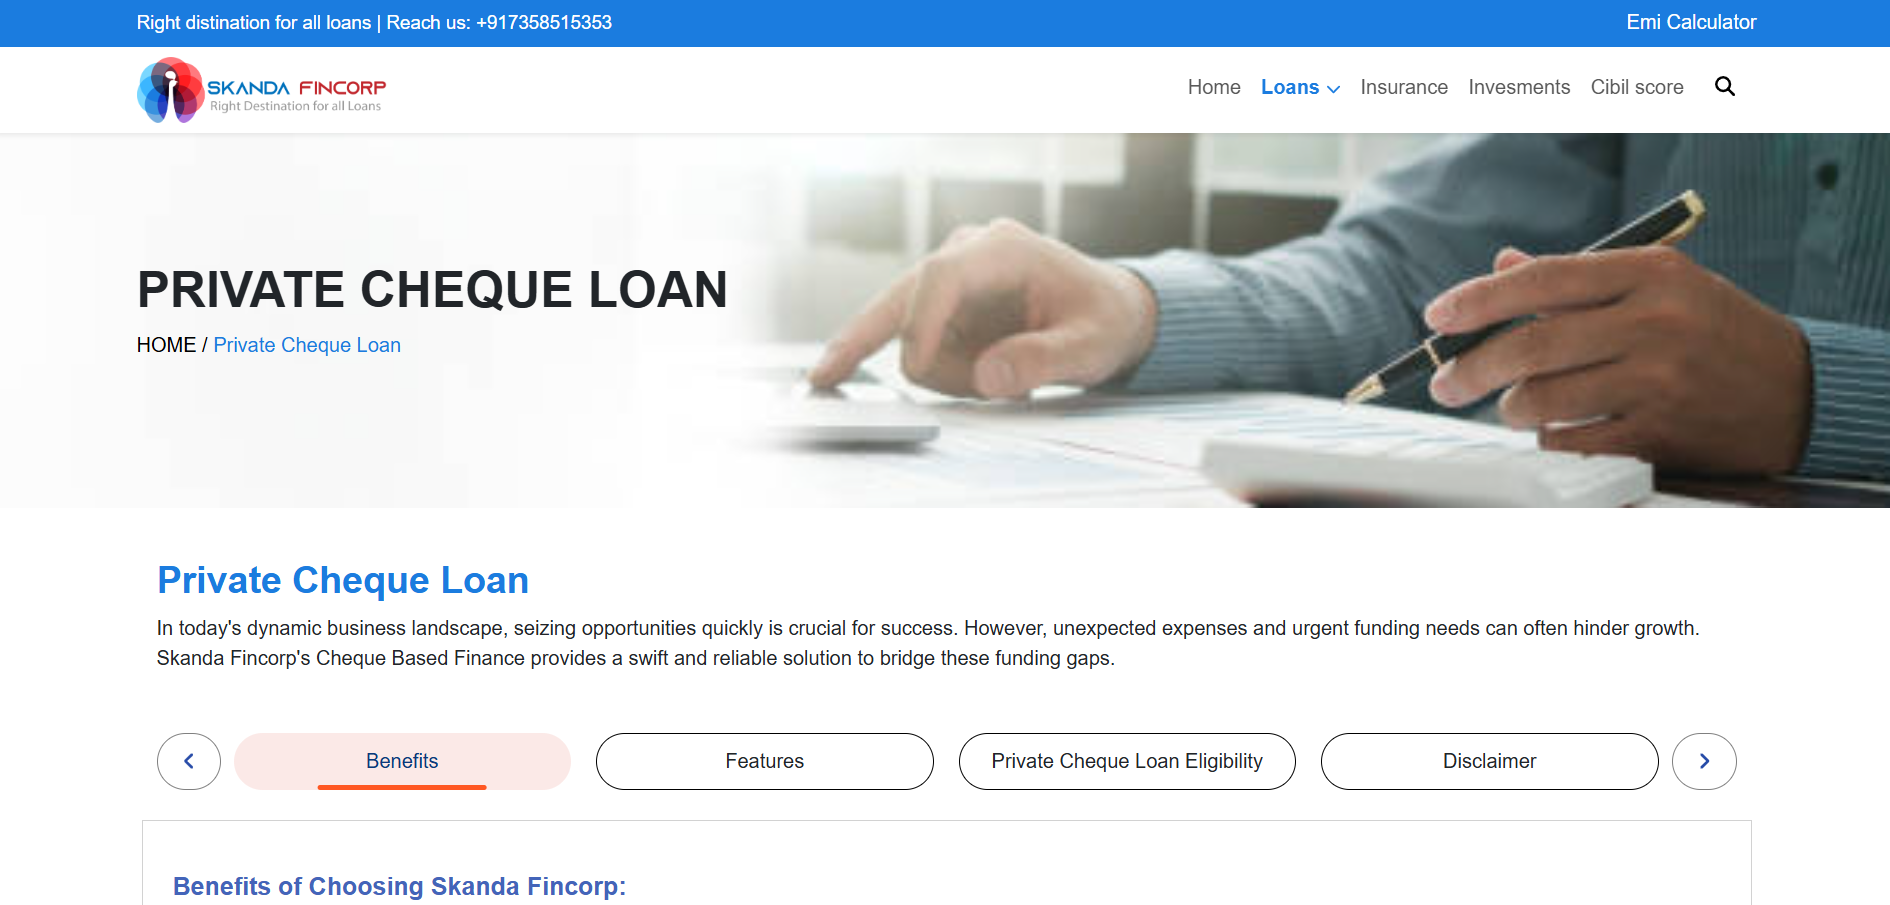 Right distination for all loans | Reach us: +917358515353
Emi Calculator
SKANDA FINCORP
Right Destination for all Loans
Home
Loans
Insurance
Invesments
Cibil score
PRIVATE CHEQUE LOAN
HOME / Private Cheque Loan
Private Cheque Loan
In today's dynamic business landscape, seizing opportunities quickly is crucial for success. However, unexpected expenses and urgent funding needs can often hinder growth.
Skanda Fincorp's Cheque Based Finance provides a swift and reliable solution to bridge these funding gaps.
Benefits
Features
Private Cheque Loan Eligibility
Disclaimer
Benefits of Choosing Skanda Fincorp: